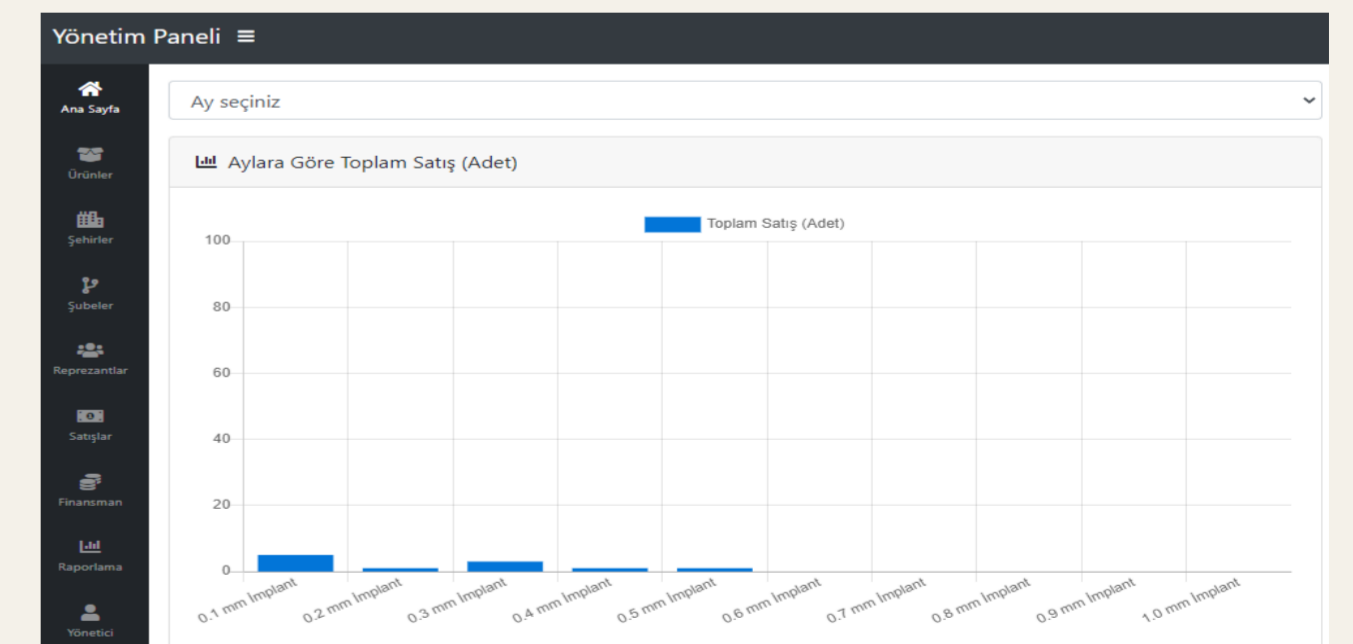 Yönetim Paneli
Ana Sayfa
Ürünler
Şehirler
Şubeler
Reprezantlar
Satışlar
Finansman
Raporlama
Yönetici
Ay seçiniz
Aylara Göre Toplam Satış (Adet)
Toplam Satış (Adet)
100
80
60
40
20
0
0.1 mm İmplant
0.2 mm İmplant
0.3 mm İmplant
0.4 mm İmplant
0.5 mm İmplant
0.6 mm İmplant
0.7 mm İmplant
0.8 mm İmplant
0.9 mm İmplant
1.0 mm İmplant